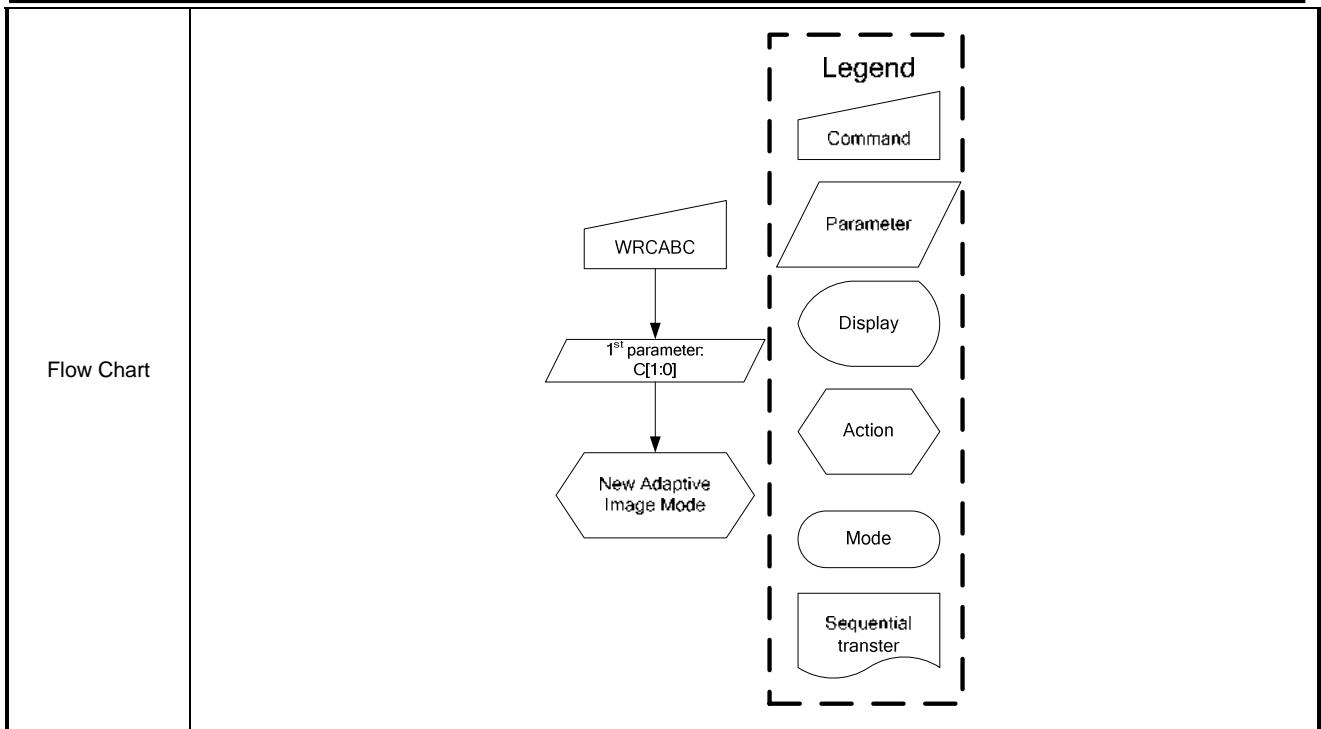 Flow Chart
WRCABC
1st parameter:
C[1:0]
New Adaptive
Image Mode
Legend
Command
Parameter
Display
Action
Mode
Sequential
transter